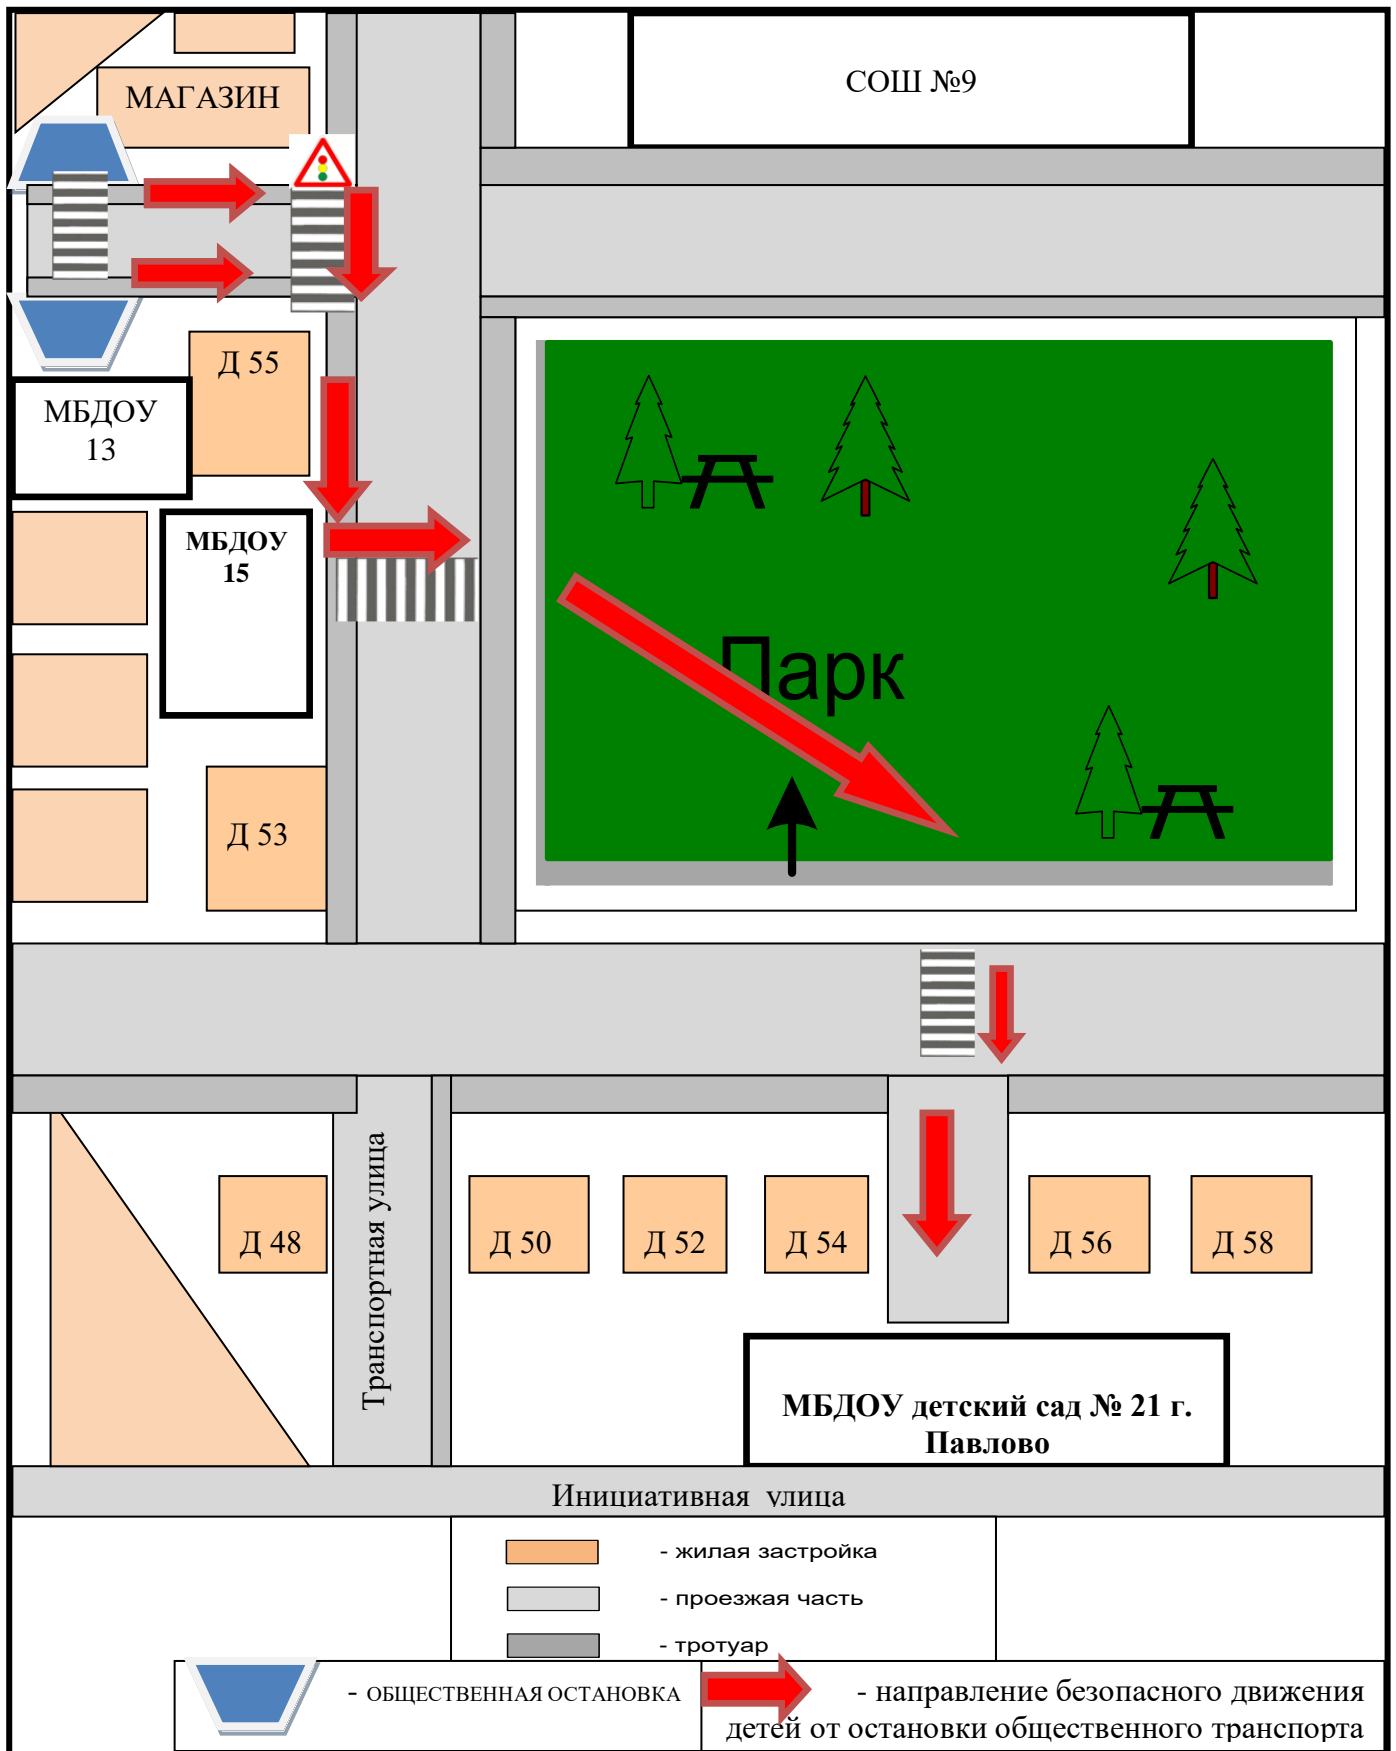 СОШ №9
МАГАЗИН
Д 55
МБДОУ
13
МБДОУ
15
Парк
Д 53
Транспортная улица
Д 48
Д 50
Д 52
Д 54
Д 56
Д 58
МБДОУ детский сад № 21 г.
Павлово
Инициативная улица
- жилая застройка
- проезжая часть
- тротуар
- ОБЩЕСТВЕННАЯ ОСТАНОВКА
- направление безопасного движения
детей от остановки общественного транспорта